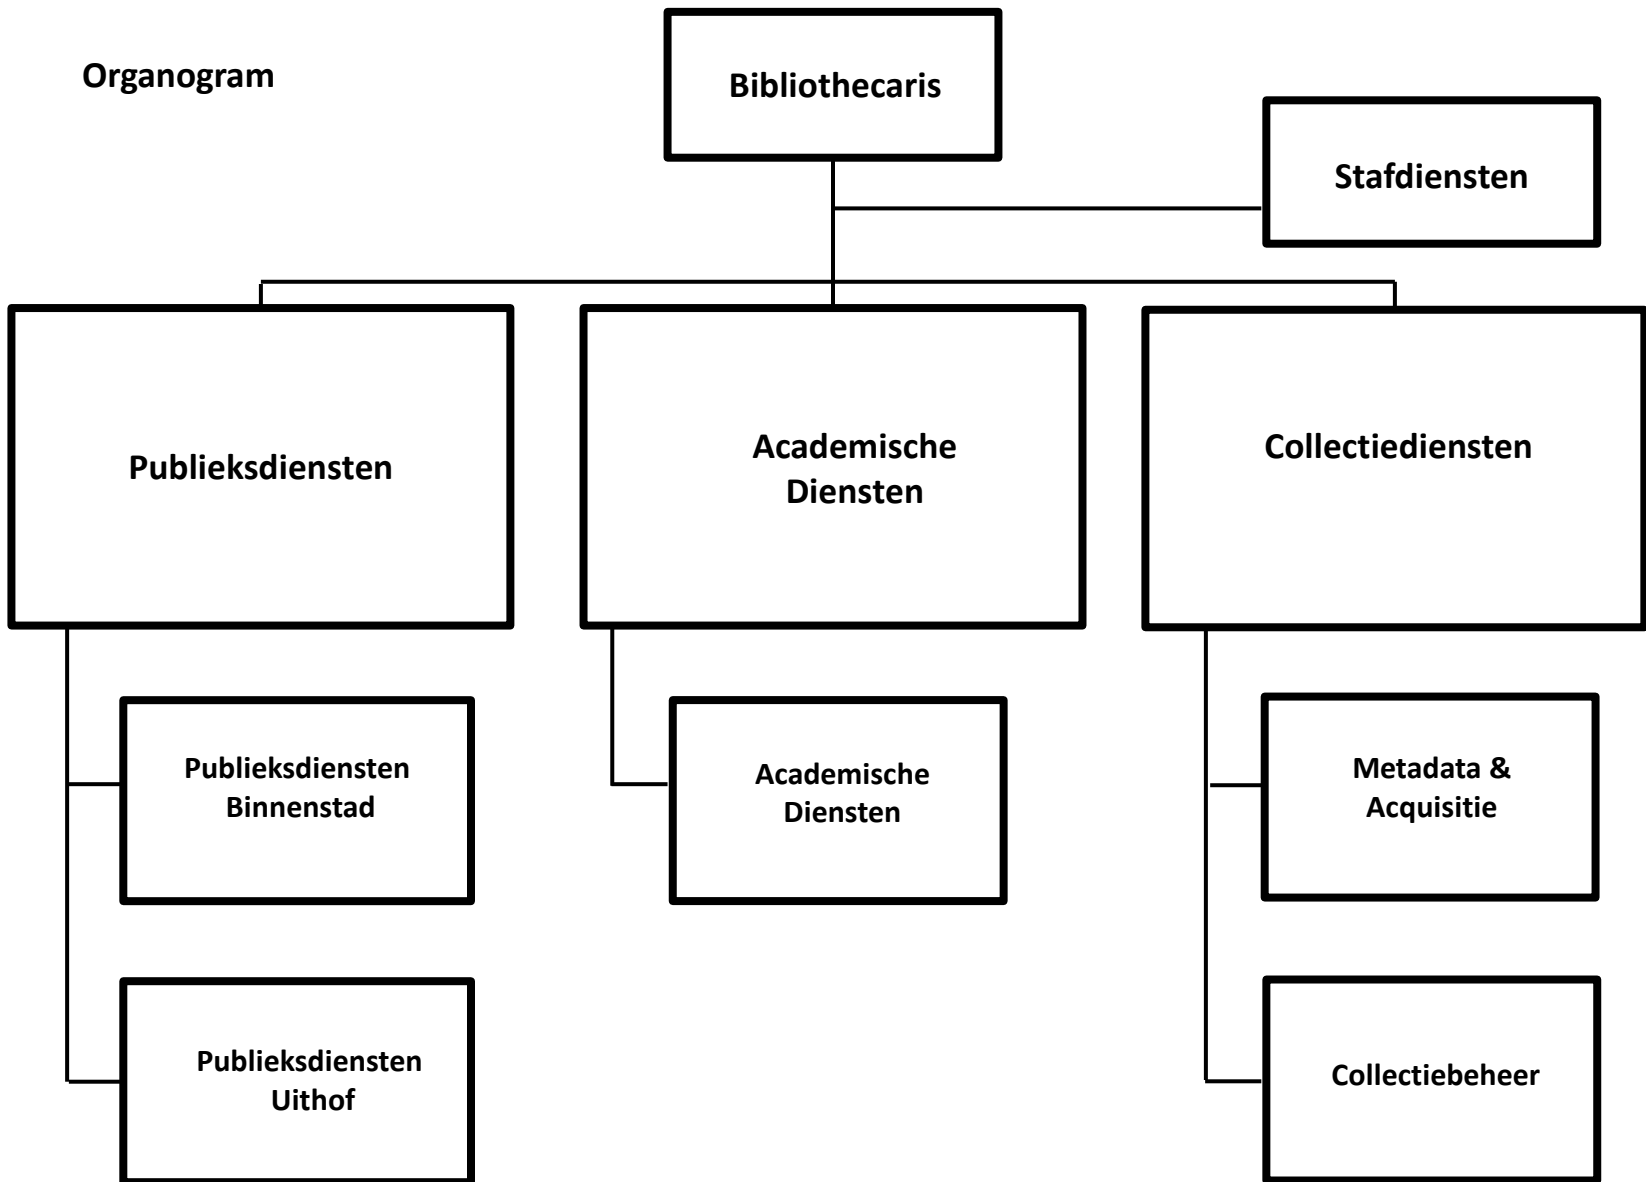 Organogram
Bibliothecaris
Stafdiensten
Publieksdiensten
Academische
Diensten
Collectiediensten
Publieksdiensten
Binnenstad
Academische
Diensten
Metadata &
Acquisitie
Publieksdiensten
Uithof
Collectiebeheer